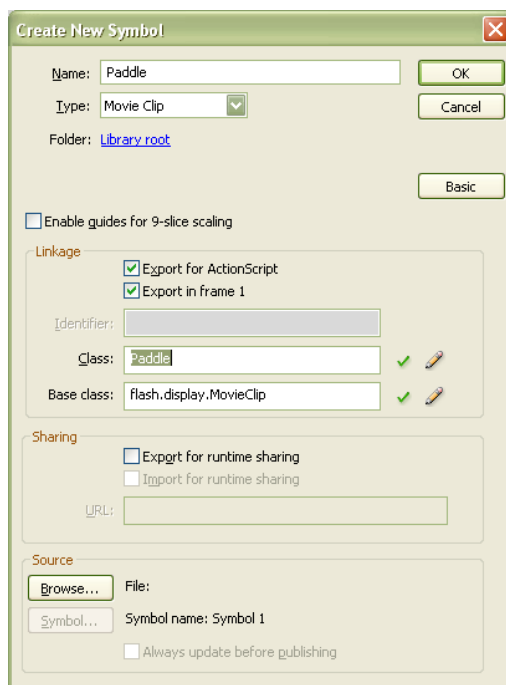 Create New Symbol
Name: Paddle OK
Type: Movie Clip Cancel
Folder: Library root
Basic
Enable guides for 9-slice scaling
Linkage
Export for ActionScript
Export in frame 1
Identifier:
Class: Paddle
Base class: flash.display.MovieClip
Sharing
Export for runtime sharing
Import for runtime sharing
URL:
Source
Browse... File:
Symbol... Symbol name: Symbol 1
Always update before publishing